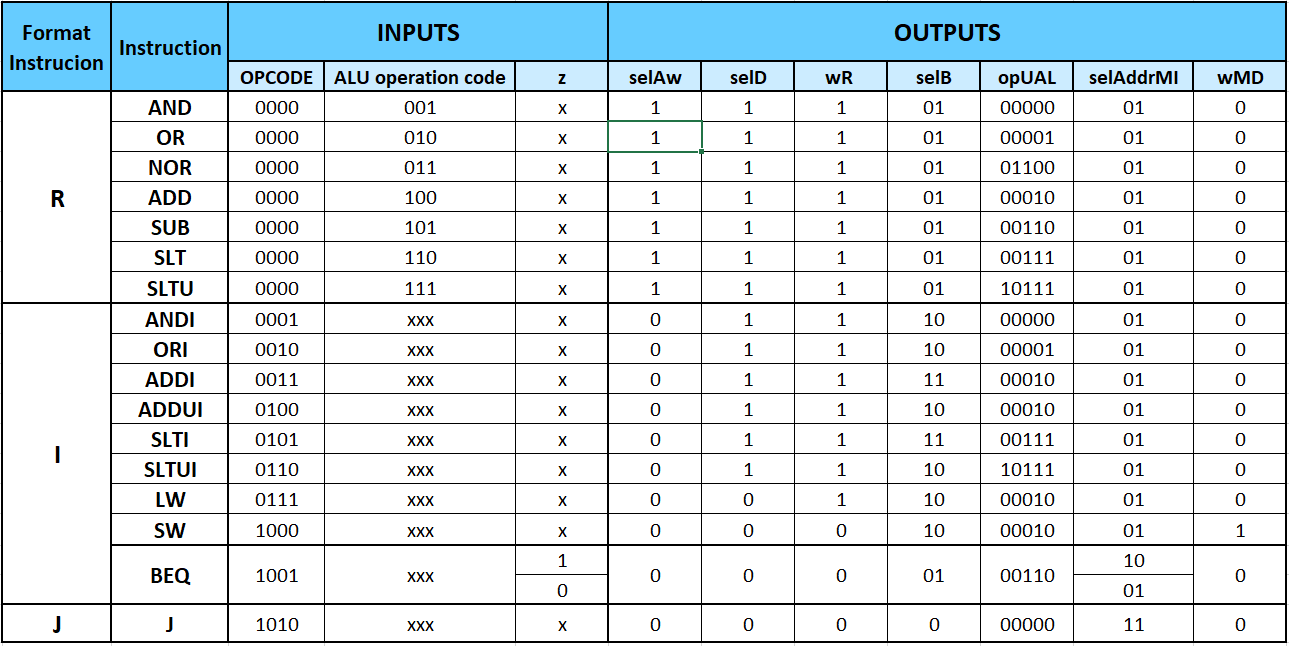 Format Instrucion Instruction INPUTS OUTPUTS
OPCODE ALU operation code z selAw selD wR selB opUAL selAddrMI wMD
R
AND 0000 001 x 1 1 1 01 00000 01 0
OR 0000 010 x 1 1 1 01 00001 01 0
NOR 0000 011 x 1 1 1 01 01100 01 0
ADD 0000 100 x 1 1 1 01 00010 01 0
SUB 0000 101 x 1 1 1 01 00110 01 0
SLT 0000 110 x 1 1 1 01 00111 01 0
SLTU 0000 111 x 1 1 1 01 10111 01 0
I
ANDI 0001 xxx x 0 1 1 10 00000 01 0
ORI 0010 xxx x 0 1 1 10 00001 01 0
ADDI 0011 xxx x 0 1 1 11 00010 01 0
ADDUI 0100 xxx x 0 1 1 10 00010 01 0
SLTI 0101 xxx x 0 1 1 11 00111 01 0
SLTUI 0110 xxx x 0 1 1 10 10111 01 0
LW 0111 xxx x 0 0 1 10 00010 01 0
SW 1000 xxx x 0 0 0 10 00010 01 1
BEQ 1001 xxx 1 0 0 0 01 00110 10 0
0 01
J J 1010 xxx x 0 0 0 0 00000 11 0